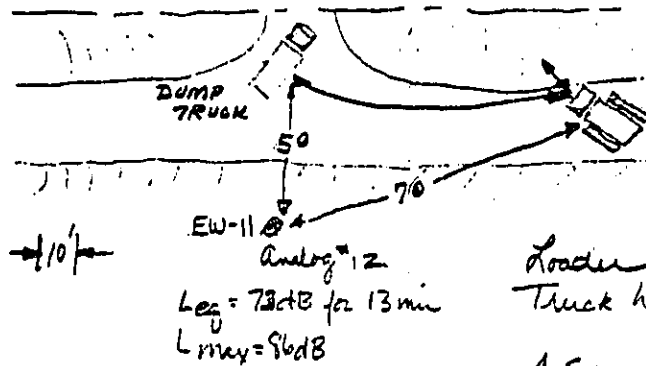 DUMP
TRUCK
50
70
EW-11
10'
Analog #12
Leq = 73dB for 13 min
Lmax = 86dB
Loader
Truck